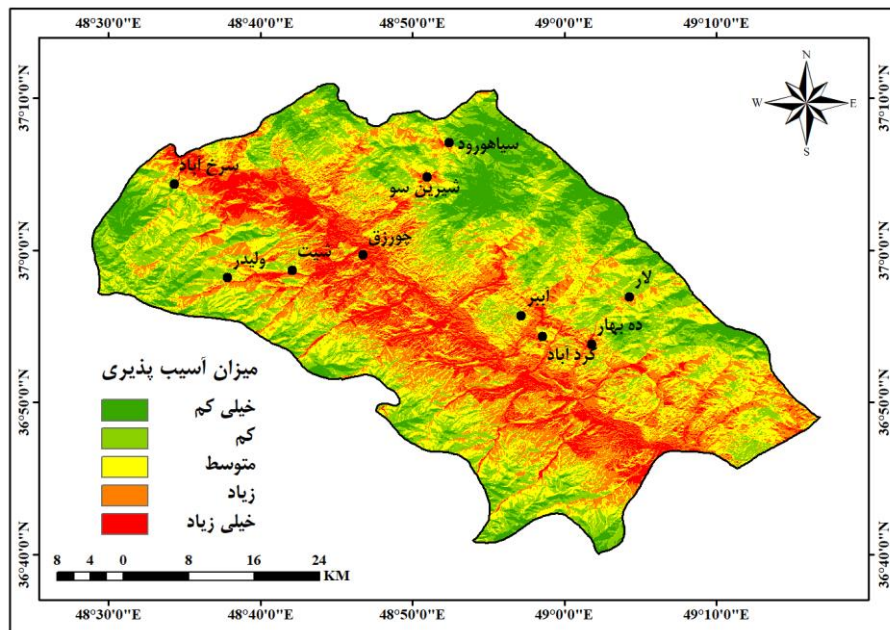 48°30'0"E 48°40'0"E 48°50'0"E 49°0'0"E 49°10'0"E
N
W E
S
37°10'0"N 37°10'0"N
سیاهورود
سرخ آباد
شیرین سو
37°0'0"N 37°0'0"N
چورزق
شیت
ولیدر
لار
آببر
ده بهار
گرد آباد
میزان آسیب پذیری
خیلی کم
کم
متوسط
زیاد
خیلی زیاد
36°50'0"N 36°50'0"N
36°40'0"N 36°40'0"N
8 4 0 8 16 24
KM
48°30'0"E 48°40'0"E 48°50'0"E 49°0'0"E 49°10'0"E